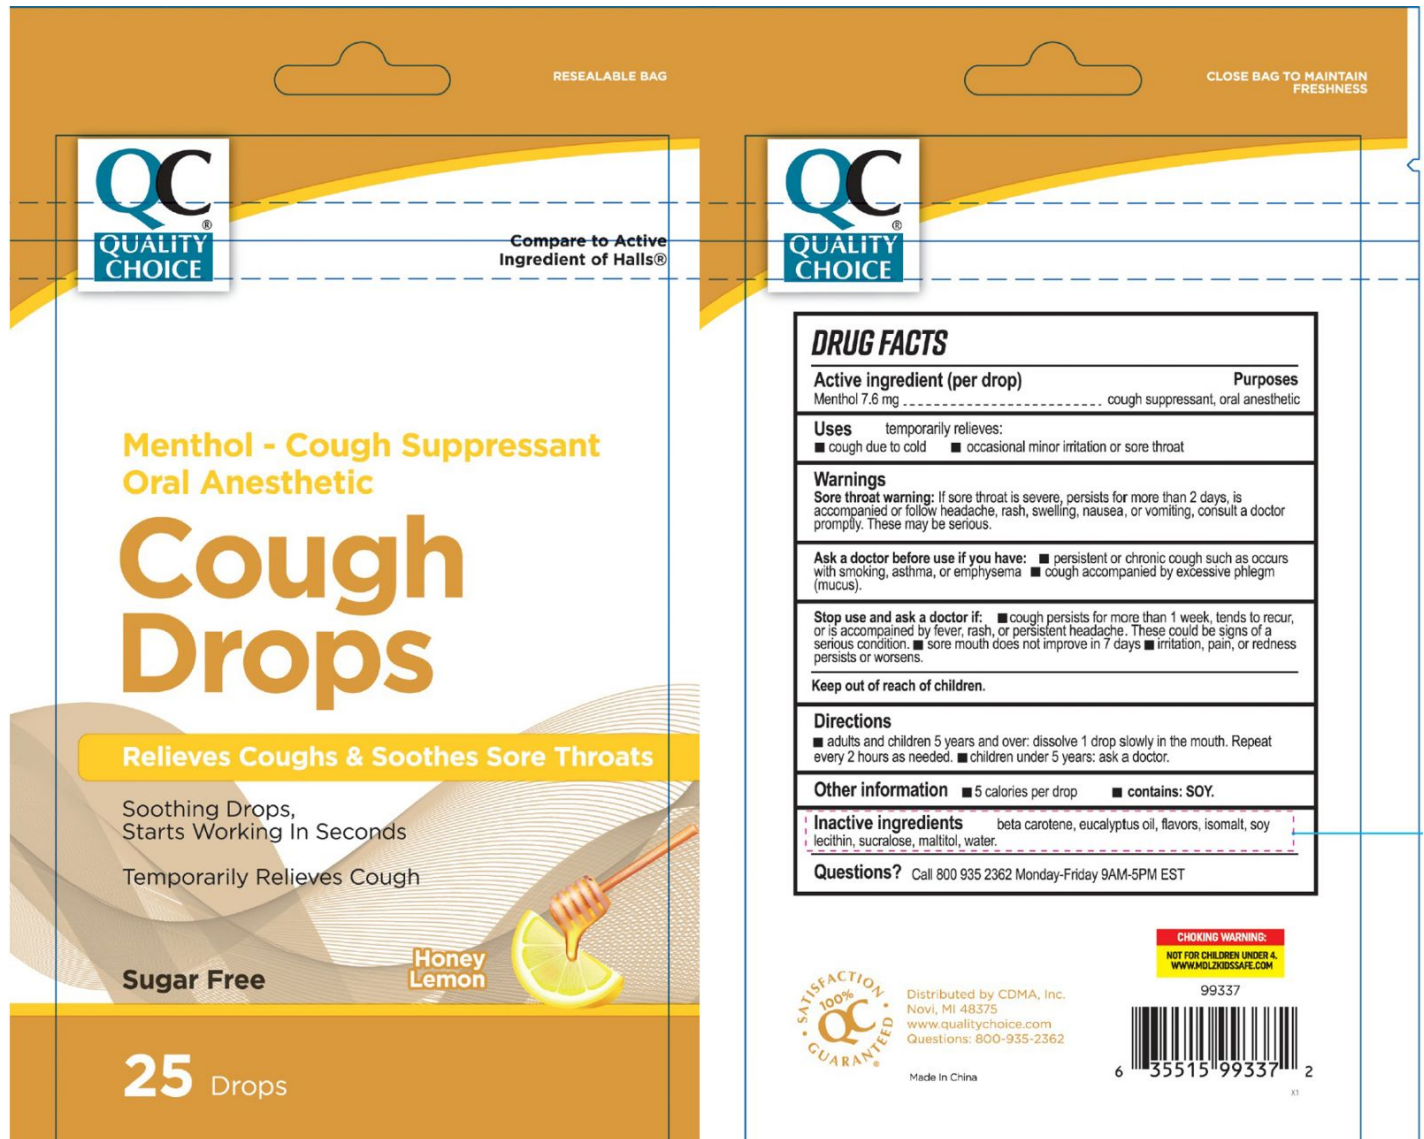 RESEALABLE BAG
QC®
QUALITY
CHOICE
Compare to Active
Ingredient of Halls®
Menthol - Cough Suppressant
Oral Anesthetic
Cough
Drops
Relieves Coughs & Soothes Sore Throats
Soothing Drops,
Starts Working In Seconds
Temporarily Relieves Cough
Sugar Free
Honey
Lemon
25 Drops
CLOSE BAG TO MAINTAIN
FRESHNESS
QC®
QUALITY
CHOICE
DRUG FACTS
Active ingredient (per drop) Purposes
Menthol 7.6 mg cough suppressant, oral anesthetic
Uses temporarily relieves:
■ cough due to cold ■ occasional minor irritation or sore throat
Warnings
Sore throat warning: If sore throat is severe, persists for more than 2 days, is
accompanied or follow headache, rash, swelling, nausea, or vomiting, consult a doctor
promptly. These may be serious.
Ask a doctor before use if you have: ■ persistent or chronic cough such as occurs
with smoking, asthma, or emphysema ■ cough accompanied by excessive phlegm
(mucus).
Stop use and ask a doctor if: ■ cough persists for more than 1 week, tends to recur,
or is accompained by fever, rash, or persistent headache. These could be signs of a
serious condition. ■ sore mouth does not improve in 7 days ■ irritation, pain, or redness
persists or worsens.
Keep out of reach of children.
Directions
■ adults and children 5 years and over: dissolve 1 drop slowly in the mouth. Repeat
every 2 hours as needed. ■ children under 5 years: ask a doctor.
Other information ■ 5 calories per drop ■ contains: SOY.
Inactive ingredients beta carotene, eucalyptus oil, flavors, isomalt, soy
lecithin, sucralose, maltitol, water.
Questions? Call 800 935 2362 Monday-Friday 9AM-5PM EST
CHOKING WARNING:
NOT FOR CHILDREN UNDER 4.
WWW.MDLZKIDSSAFE.COM
99337
SATISFACTION
100%
QC
GUARANTEED®
Distributed by CDMA, Inc.
Novi, MI 48375
www.qualitychoice.com
Questions: 800-935-2362
Made In China
6 35515 99337 2
X1